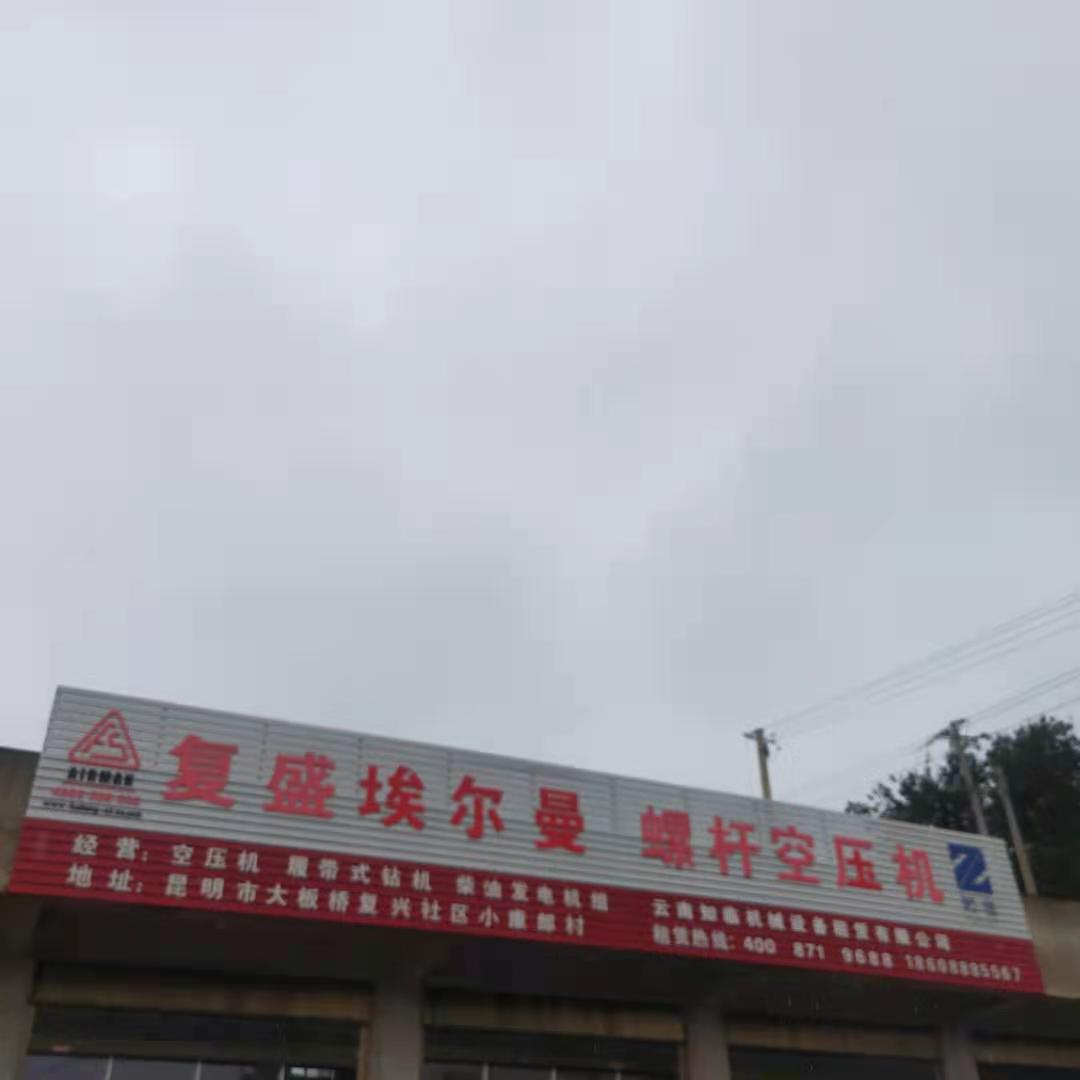 AIRMAN
复盛埃尔曼 螺杆空压机
经营：空压机 履带式钻机 柴油发电机组
地址：昆明市大板桥复兴社区小康郎村
云南知临机械设备租赁有限公司
租赁热线：400 871 9688 18608885567